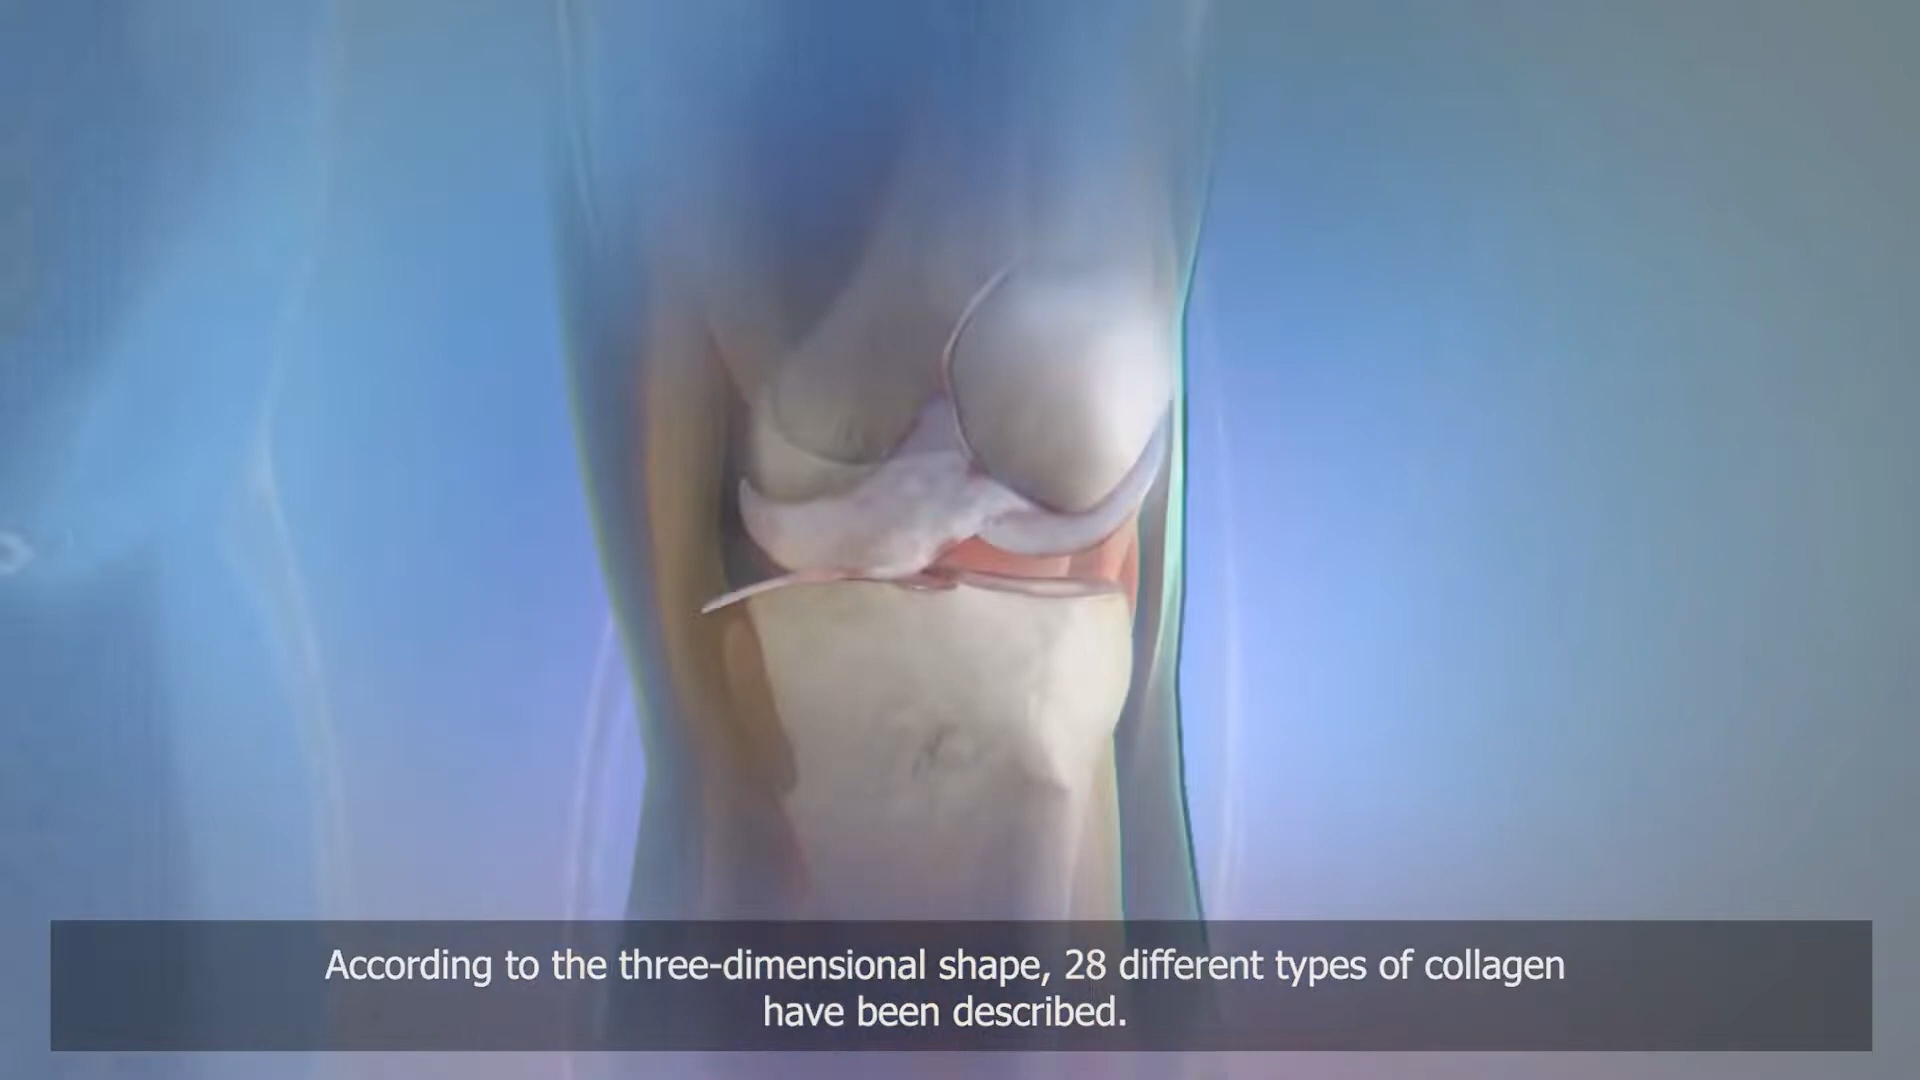 According to the three-dimensional shape, 28 different types of collagen
have been described.